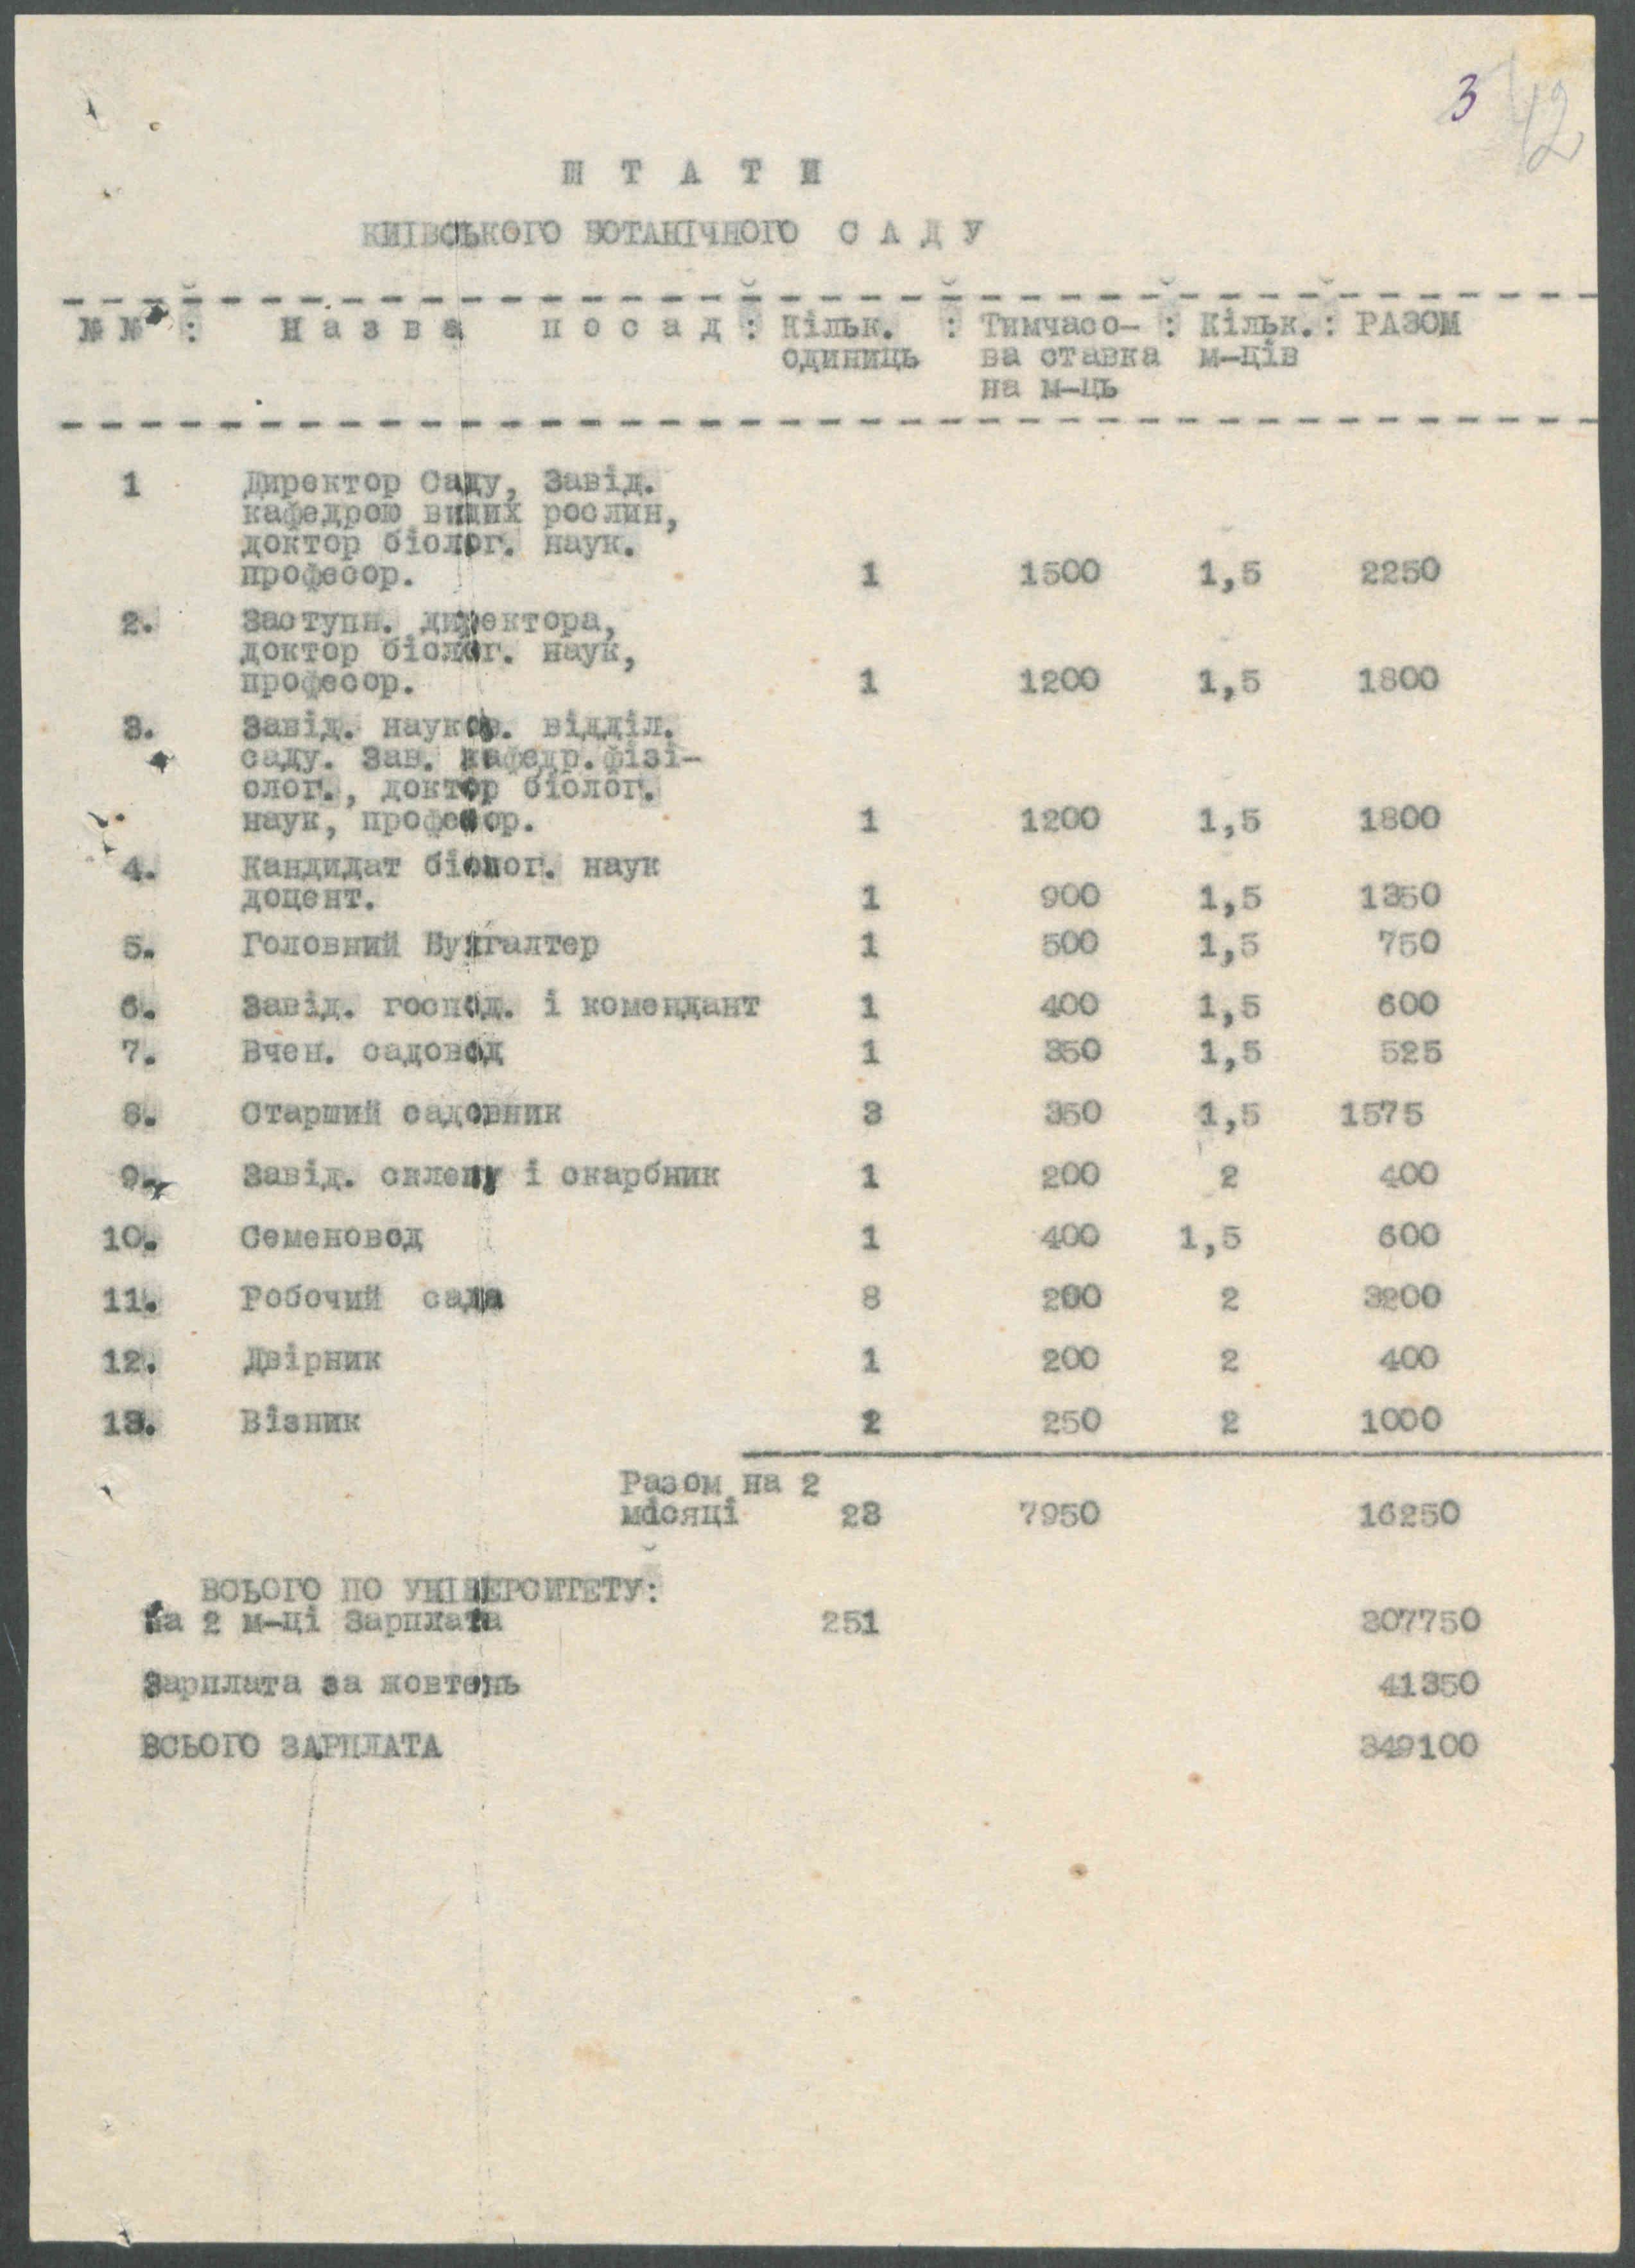 3 42
Ш Т А Т И
КИІВСЬКОГО БОТАНІЧНОГО С А Д У
№ № : Н а з в а п о с а д : Кільк. : Тимчасо- : Кільк. : РАЗОМ
одиниць ва ставка м-ців
на м-ць
1 Директор Саду, Завід.
кафедрою вищих рослин,
доктор біолог. наук.
професор. 1 1500 1,5 2250
2. Заступн. директора,
доктор біолог. наук,
професор. 1 1200 1,5 1800
3. Завід. науков. відділ.
саду. Зав. кафедр.фізі-
олог., доктор біолог.
наук, професор. 1 1200 1,5 1800
4. Кандидат біолог. наук
доцент. 1 900 1,5 1350
5. Головний Бухгалтер 1 500 1,5 750
6. Завід. господ. і комендант 1 400 1,5 600
7. Вчен. садовод 1 350 1,5 525
8. Старший садовник 3 350 1,5 1575
9. Завід. склепу і скарбник 1 200 2 400
10. Семеновод 1 400 1,5 600
11. Робочий сада 8 200 2 3200
12. Двірник 1 200 2 400
13. Візник 2 250 2 1000
Разом на 2
місяці 23 7950 16250
ВСЬОГО ПО УНІВЕРСИТЕТУ:
на 2 м-ці Зарплата 251 307750
Зарплата за жовтень 41350
ВСЬОГО ЗАРПЛАТА 349100